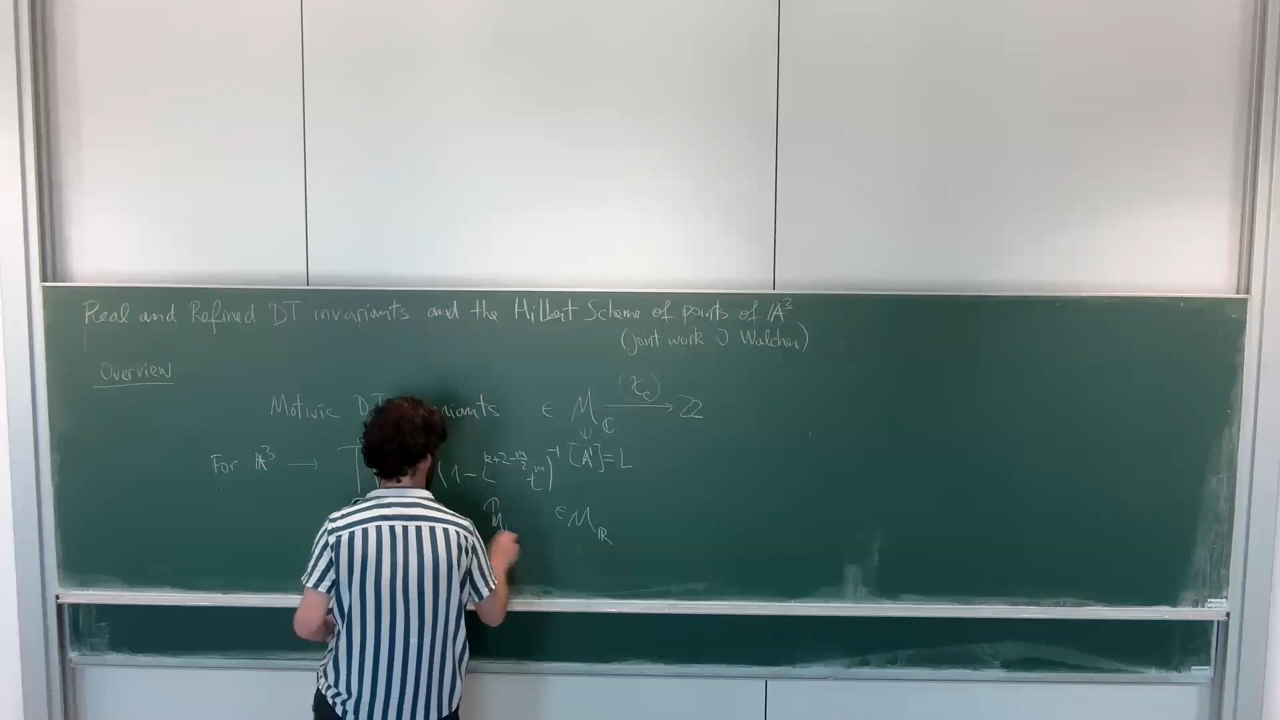 Real and Refined DT invariants and the Hilbert Scheme of points of 𝔸³
(joint work J Walcher)
Overview
Motivic DT invariants ∈ M_ℂ —(χ_c)→ ℤ
For 𝔸³ → (1 - L^{k+2-m/2} t^m)^{-1} [𝔸¹] = L
∈ M_ℝ